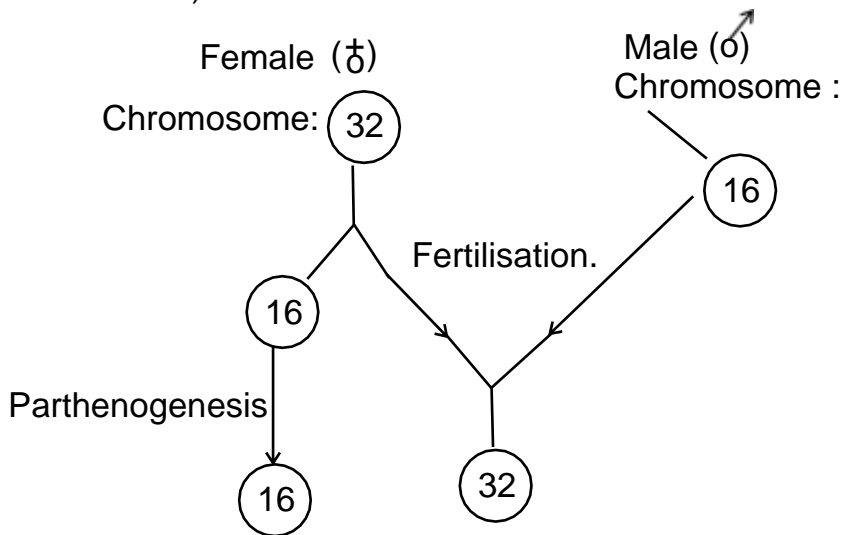 Female (♀)
Chromosome: 32
Male (♂)
Chromosome :
16
Fertilisation.
16
Parthenogenesis
16
32